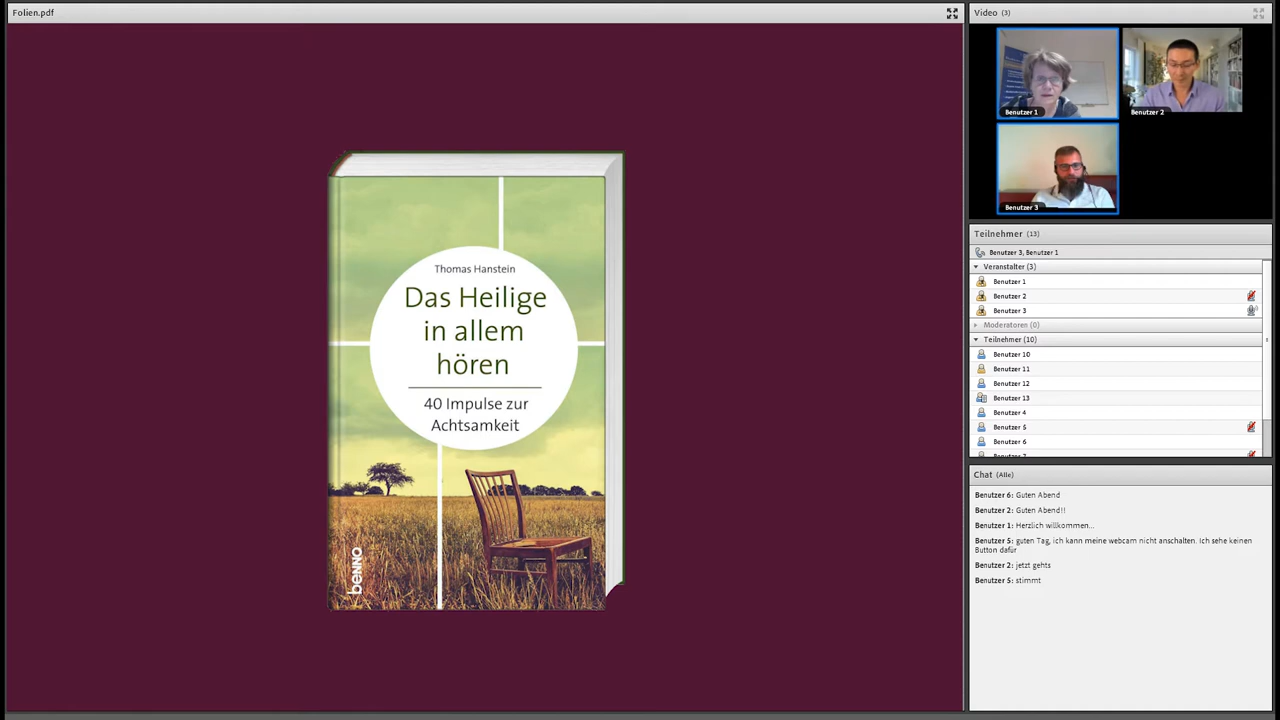 Folien.pdf
Thomas Hanstein
Das Heilige
in allem
hören
40 Impulse zur
Achtsamkeit
benno
Video (3)
Benutzer 1
Benutzer 2
Benutzer 3
Teilnehmer (13)
Benutzer 3, Benutzer 1
Veranstalter (3)
Benutzer 1
Benutzer 2
Benutzer 3
Moderatoren (0)
Teilnehmer (10)
Benutzer 10
Benutzer 11
Benutzer 12
Benutzer 13
Benutzer 4
Benutzer 5
Benutzer 6
Chat (Alle)
Benutzer 6: Guten Abend
Benutzer 2: Guten Abend!!
Benutzer 1: Herzlich willkommen...
Benutzer 5: guten Tag, ich kann meine webcam nicht anschalten. Ich sehe keinen
Button dafür
Benutzer 2: jetzt gehts
Benutzer 5: stimmt